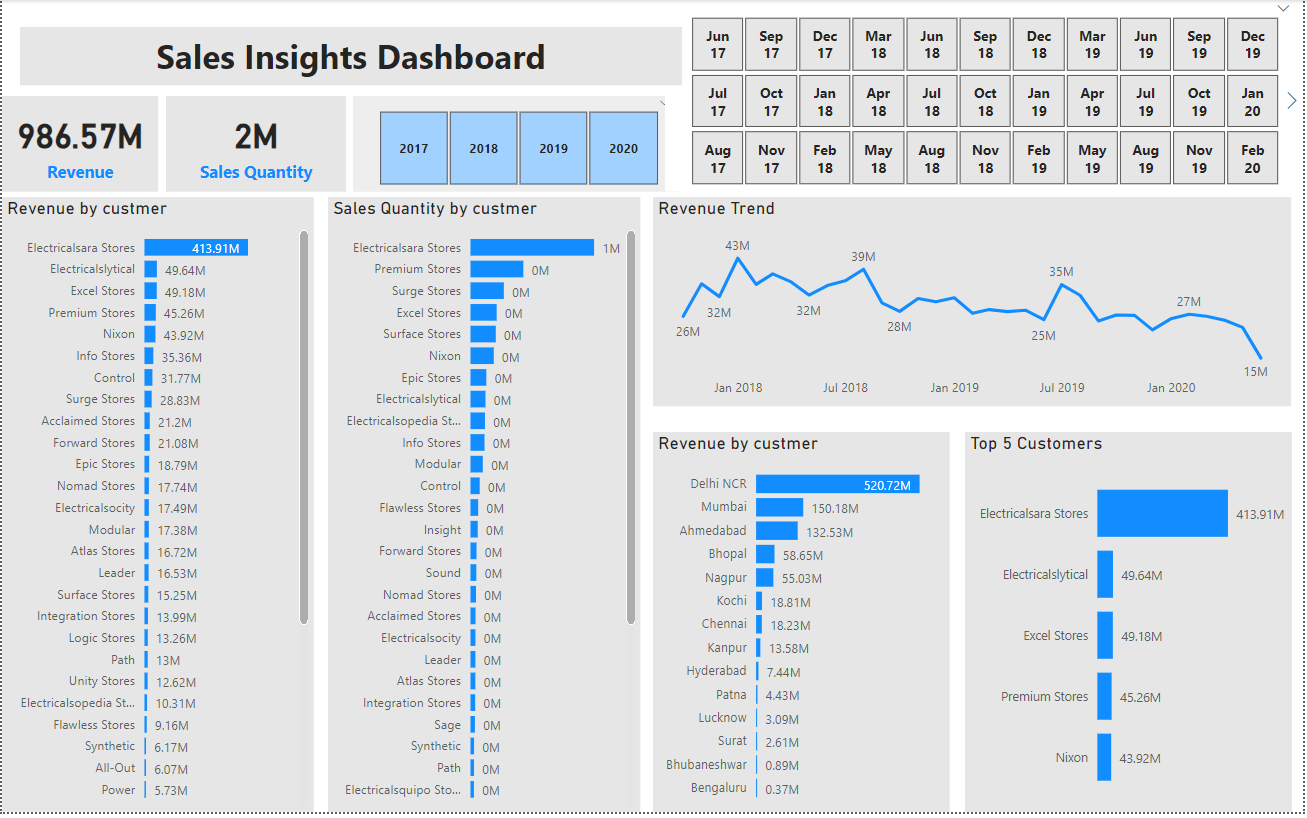 Sales Insights Dashboard
986.57M
Revenue
2M
Sales Quantity
2017 2018 2019 2020
Jun 17 Sep 17 Dec 17 Mar 18 Jun 18 Sep 18 Dec 18 Mar 19 Jun 19 Sep 19 Dec 19
Jul 17 Oct 17 Jan 18 Apr 18 Jul 18 Oct 18 Jan 19 Apr 19 Jul 19 Oct 19 Jan 20
Aug 17 Nov 17 Feb 18 May 18 Aug 18 Nov 18 Feb 19 May 19 Aug 19 Nov 19 Feb 20
Revenue by custmer
Electricalsara Stores 413.91M
Electricalslytical 49.64M
Excel Stores 49.18M
Premium Stores 45.26M
Nixon 43.92M
Info Stores 35.36M
Control 31.77M
Surge Stores 28.83M
Acclaimed Stores 21.2M
Forward Stores 21.08M
Epic Stores 18.79M
Nomad Stores 17.74M
Electricalsocity 17.49M
Modular 17.38M
Atlas Stores 16.72M
Leader 16.53M
Surface Stores 15.25M
Integration Stores 13.99M
Logic Stores 13.26M
Path 13M
Unity Stores 12.62M
Electricalsopedia St... 10.31M
Flawless Stores 9.16M
Synthetic 6.17M
All-Out 6.07M
Power 5.73M
Sales Quantity by custmer
Electricalsara Stores 1M
Premium Stores 0M
Surge Stores 0M
Excel Stores 0M
Surface Stores 0M
Nixon 0M
Epic Stores 0M
Electricalslytical 0M
Electricalsopedia St... 0M
Info Stores 0M
Modular 0M
Control 0M
Flawless Stores 0M
Insight 0M
Forward Stores 0M
Sound 0M
Nomad Stores 0M
Acclaimed Stores 0M
Electricalsocity 0M
Leader 0M
Atlas Stores 0M
Integration Stores 0M
Sage 0M
Synthetic 0M
Path 0M
Electricalsquipo Sto... 0M
Revenue Trend
26M 32M 43M 32M 39M 28M 25M 35M 27M 15M
Jan 2018 Jul 2018 Jan 2019 Jul 2019 Jan 2020
Revenue by custmer
Delhi NCR 520.72M
Mumbai 150.18M
Ahmedabad 132.53M
Bhopal 58.65M
Nagpur 55.03M
Kochi 18.81M
Chennai 18.23M
Kanpur 13.58M
Hyderabad 7.44M
Patna 4.43M
Lucknow 3.09M
Surat 2.61M
Bhubaneshwar 0.89M
Bengaluru 0.37M
Top 5 Customers
Electricalsara Stores 413.91M
Electricalslytical 49.64M
Excel Stores 49.18M
Premium Stores 45.26M
Nixon 43.92M